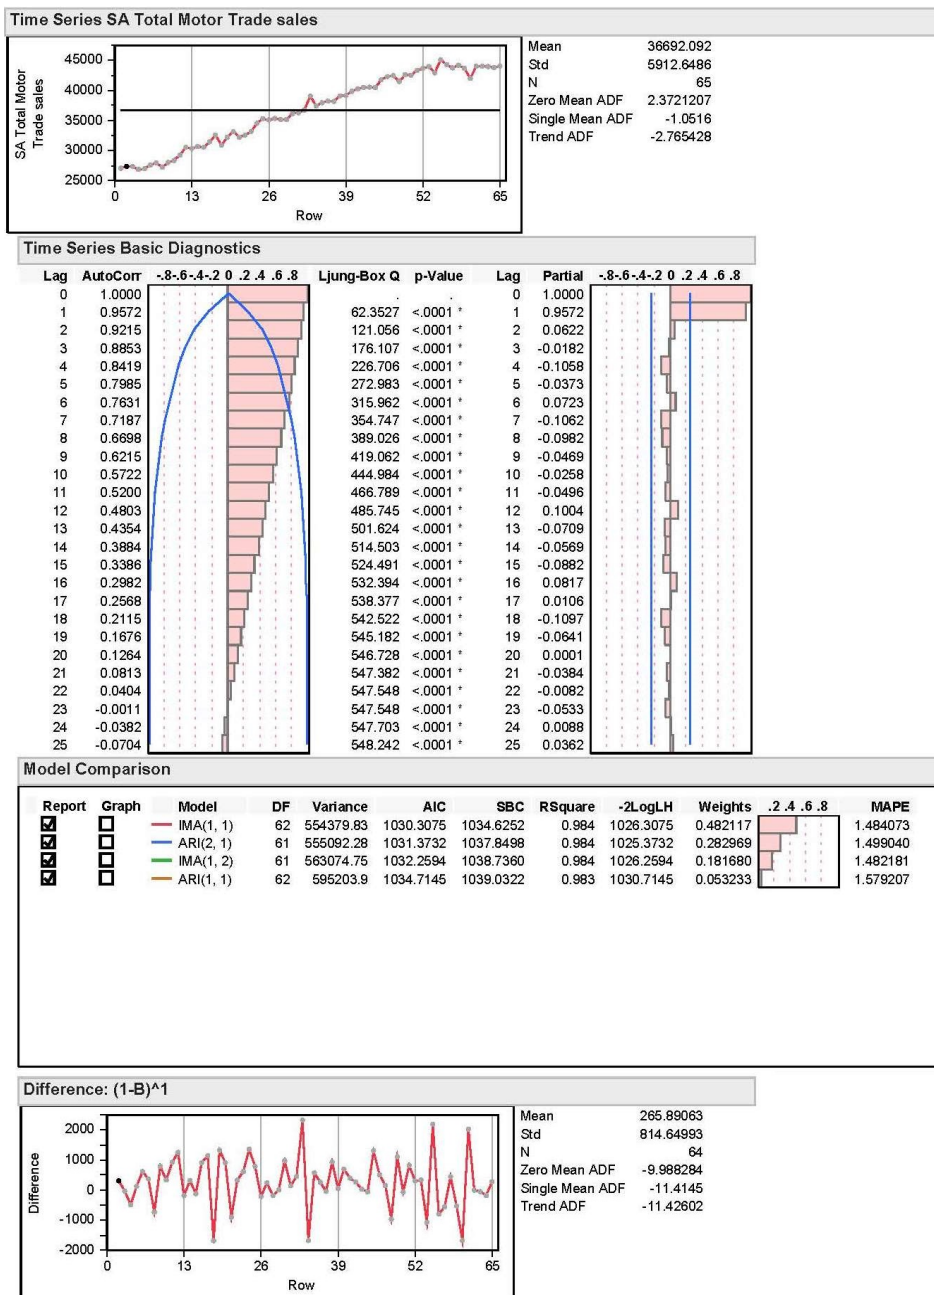 Time Series SA Total Motor Trade sales
SA Total Motor
Trade sales
45000
40000
35000
30000
25000
0 13 26 39 52 65
Row
Mean 36692.092
Std 5912.6486
N 65
Zero Mean ADF 2.3721207
Single Mean ADF -1.0516
Trend ADF -2.765428
Time Series Basic Diagnostics
Lag AutoCorr -.8-.6-.4-.2 0 .2 .4 .6 .8 Ljung-Box Q p-Value Lag Partial -.8-.6-.4-.2 0 .2 .4 .6 .8
0 1.0000 . . 0 1.0000
1 0.9572 62.3527 <.0001 * 1 0.9572
2 0.9215 121.056 <.0001 * 2 0.0622
3 0.8853 176.107 <.0001 * 3 -0.0182
4 0.8419 226.706 <.0001 * 4 -0.1058
5 0.7985 272.983 <.0001 * 5 -0.0373
6 0.7631 315.962 <.0001 * 6 0.0723
7 0.7187 354.747 <.0001 * 7 -0.1062
8 0.6698 389.026 <.0001 * 8 -0.0982
9 0.6215 419.062 <.0001 * 9 -0.0469
10 0.5722 444.984 <.0001 * 10 -0.0258
11 0.5200 466.789 <.0001 * 11 -0.0496
12 0.4803 485.745 <.0001 * 12 0.1004
13 0.4354 501.624 <.0001 * 13 -0.0709
14 0.3884 514.503 <.0001 * 14 -0.0569
15 0.3386 524.491 <.0001 * 15 -0.0882
16 0.2982 532.394 <.0001 * 16 0.0817
17 0.2568 538.377 <.0001 * 17 0.0106
18 0.2115 542.522 <.0001 * 18 -0.1097
19 0.1676 545.182 <.0001 * 19 -0.0641
20 0.1264 546.728 <.0001 * 20 0.0001
21 0.0813 547.382 <.0001 * 21 -0.0384
22 0.0404 547.548 <.0001 * 22 -0.0082
23 -0.0011 547.548 <.0001 * 23 -0.0533
24 -0.0382 547.703 <.0001 * 24 0.0088
25 -0.0704 548.242 <.0001 * 25 0.0362
Model Comparison
Report Graph Model DF Variance AIC SBC RSquare -2LogLH Weights .2 .4 .6 .8 MAPE
IMA(1, 1) 62 554379.83 1030.3075 1034.6252 0.984 1026.3075 0.482117 1.484073
ARI(2, 1) 61 555092.28 1031.3732 1037.8498 0.984 1025.3732 0.282969 1.499040
IMA(1, 2) 61 563074.75 1032.2594 1038.7360 0.984 1026.2594 0.181680 1.482181
ARI(1, 1) 62 595203.9 1034.7145 1039.0322 0.983 1030.7145 0.053233 1.579207
Difference: (1-B)^1
Difference
2000
1000
0
-1000
-2000
0 13 26 39 52 65
Row
Mean 265.89063
Std 814.64993
N 64
Zero Mean ADF -9.988284
Single Mean ADF -11.4145
Trend ADF -11.42602